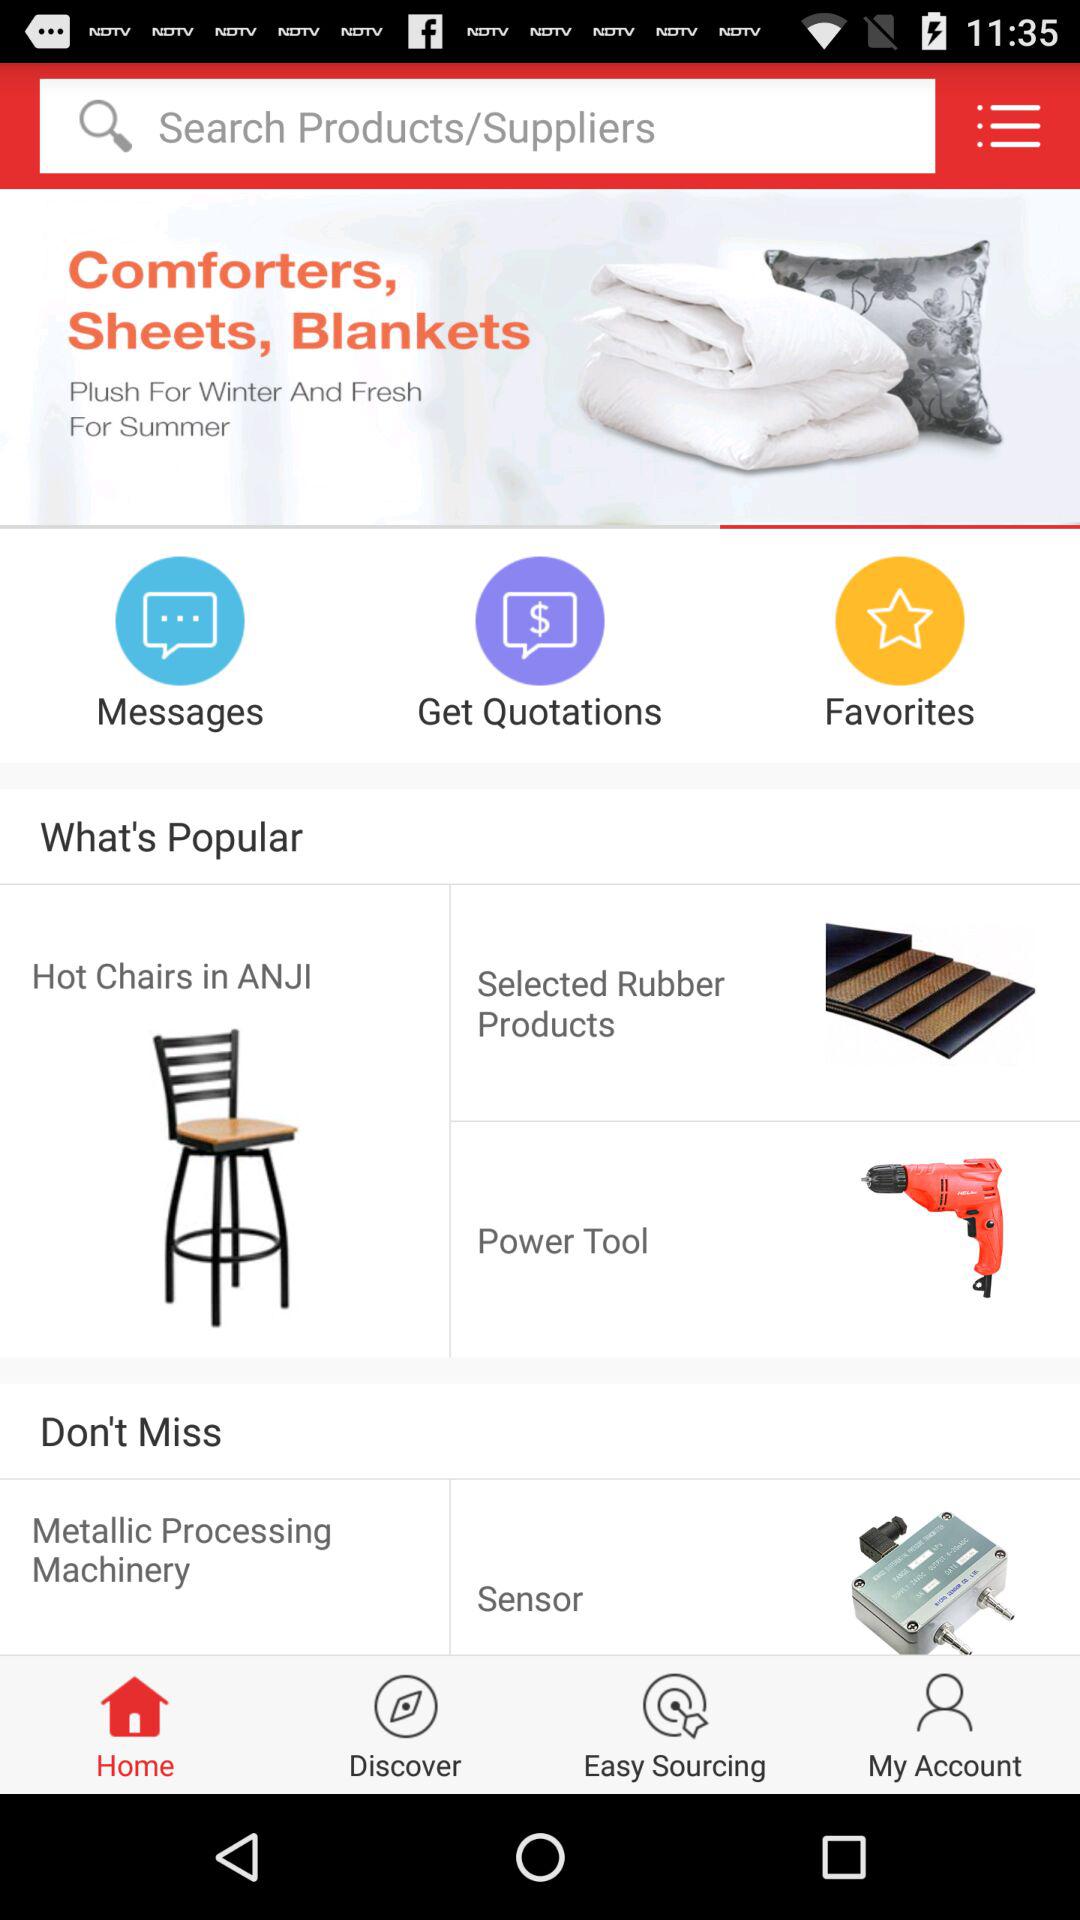 NDTV NDTV NDTV NDTV NDTV NDTV NDTV NDTV NDTV NDTV 11:35
Search Products/Suppliers
Comforters,
Sheets, Blankets
Plush For Winter And Fresh
For Summer
$
Messages
Get Quotations
Favorites
What's Popular
Hot Chairs in ANJI
Selected Rubber
Products
Power Tool
Don't Miss
Metallic Processing
Machinery
Sensor
Home
Discover
Easy Sourcing
My Account